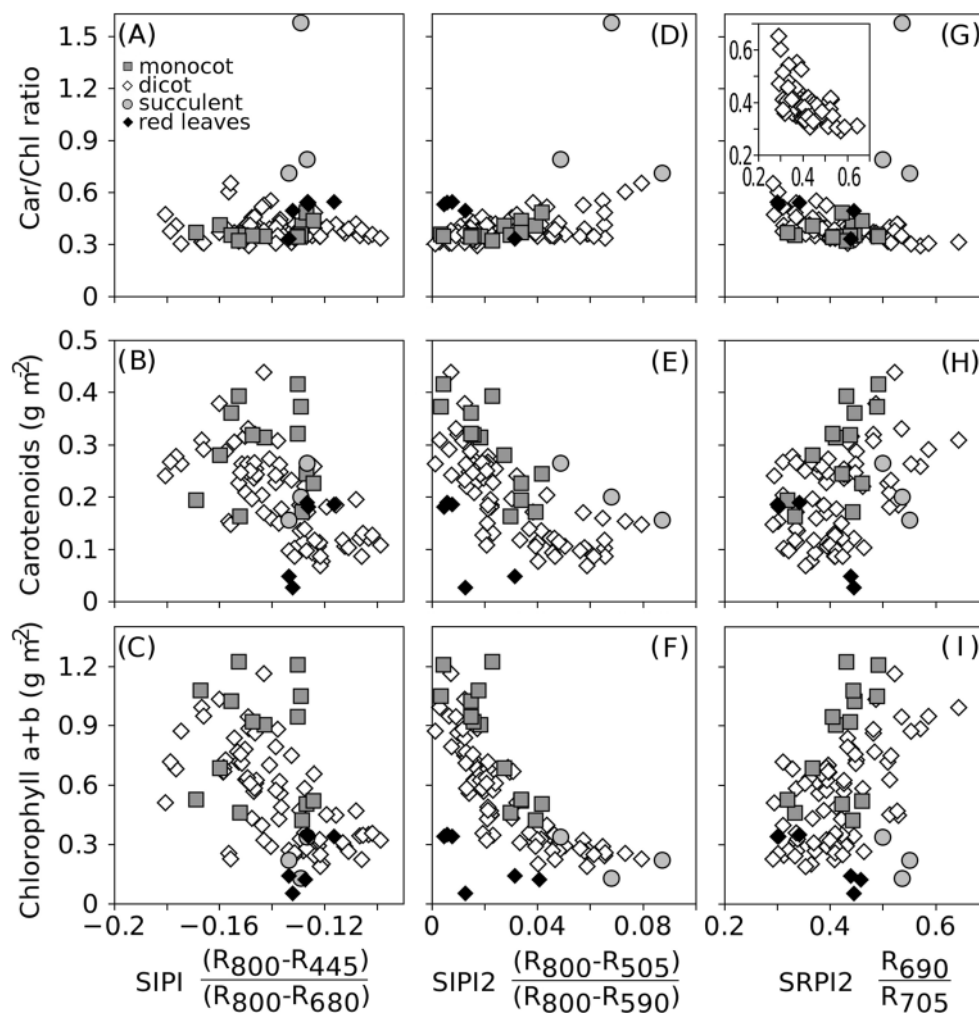 (A)
monocot
dicot
succulent
red leaves
(D)
(G)
0.6
0.4
0.2
0.2 0.4 0.6
1.5
1.2
0.9
0.6
0.3
0
Car/Chl ratio
(B)
(E)
(H)
0.5
0.4
0.3
0.2
0.1
0
Carotenoids (g m-2)
(C)
(F)
(I)
1.2
0.9
0.6
0.3
0
Chlorophyll a+b (g m-2)
−0.2 −0.16 −0.12 0 0.04 0.08 0.2 0.4 0.6
SIPI (R800-R445)
(R800-R680)
SIPI2 (R800-R505)
(R800-R590)
SRPI2 R690
R705